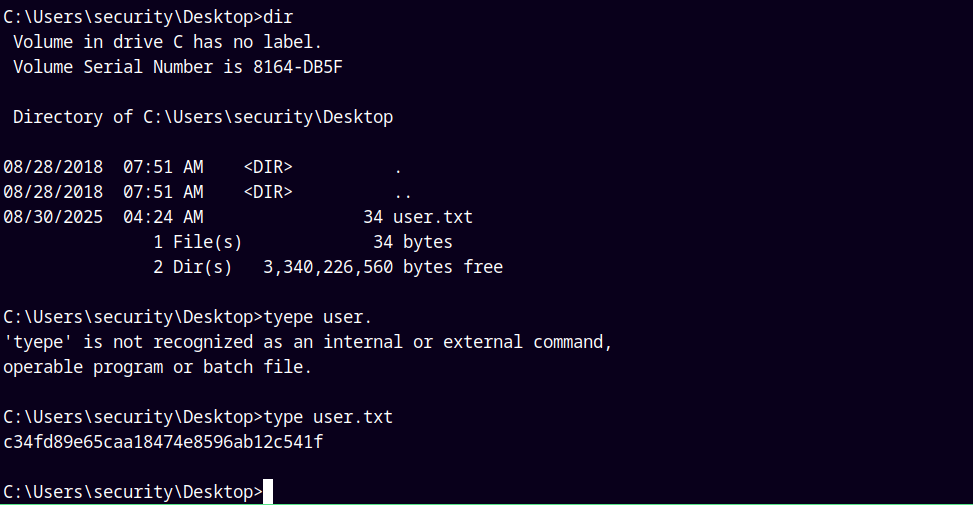 C:\Users\security\Desktop>dir
 Volume in drive C has no label.
 Volume Serial Number is 8164-DB5F

 Directory of C:\Users\security\Desktop

08/28/2018  07:51 AM    <DIR>          .
08/28/2018  07:51 AM    <DIR>          ..
08/30/2025  04:24 AM                34 user.txt
               1 File(s)             34 bytes
               2 Dir(s)   3,340,226,560 bytes free

C:\Users\security\Desktop>tyepe user.
'tyepe' is not recognized as an internal or external command,
operable program or batch file.

C:\Users\security\Desktop>type user.txt
c34fd89e65caa18474e8596ab12c541f

C:\Users\security\Desktop>